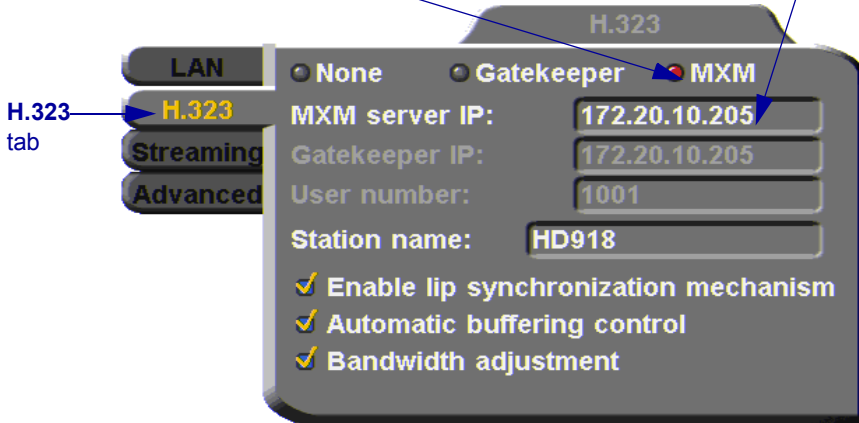 H.323
LAN
None Gatekeeper MXM
H.323 tab
H.323
MXM server IP: 172.20.10.205
Streaming
Gatekeeper IP: 172.20.10.205
Advanced
User number: 1001
Station name: HD918
Enable lip synchronization mechanism
Automatic buffering control
Bandwidth adjustment